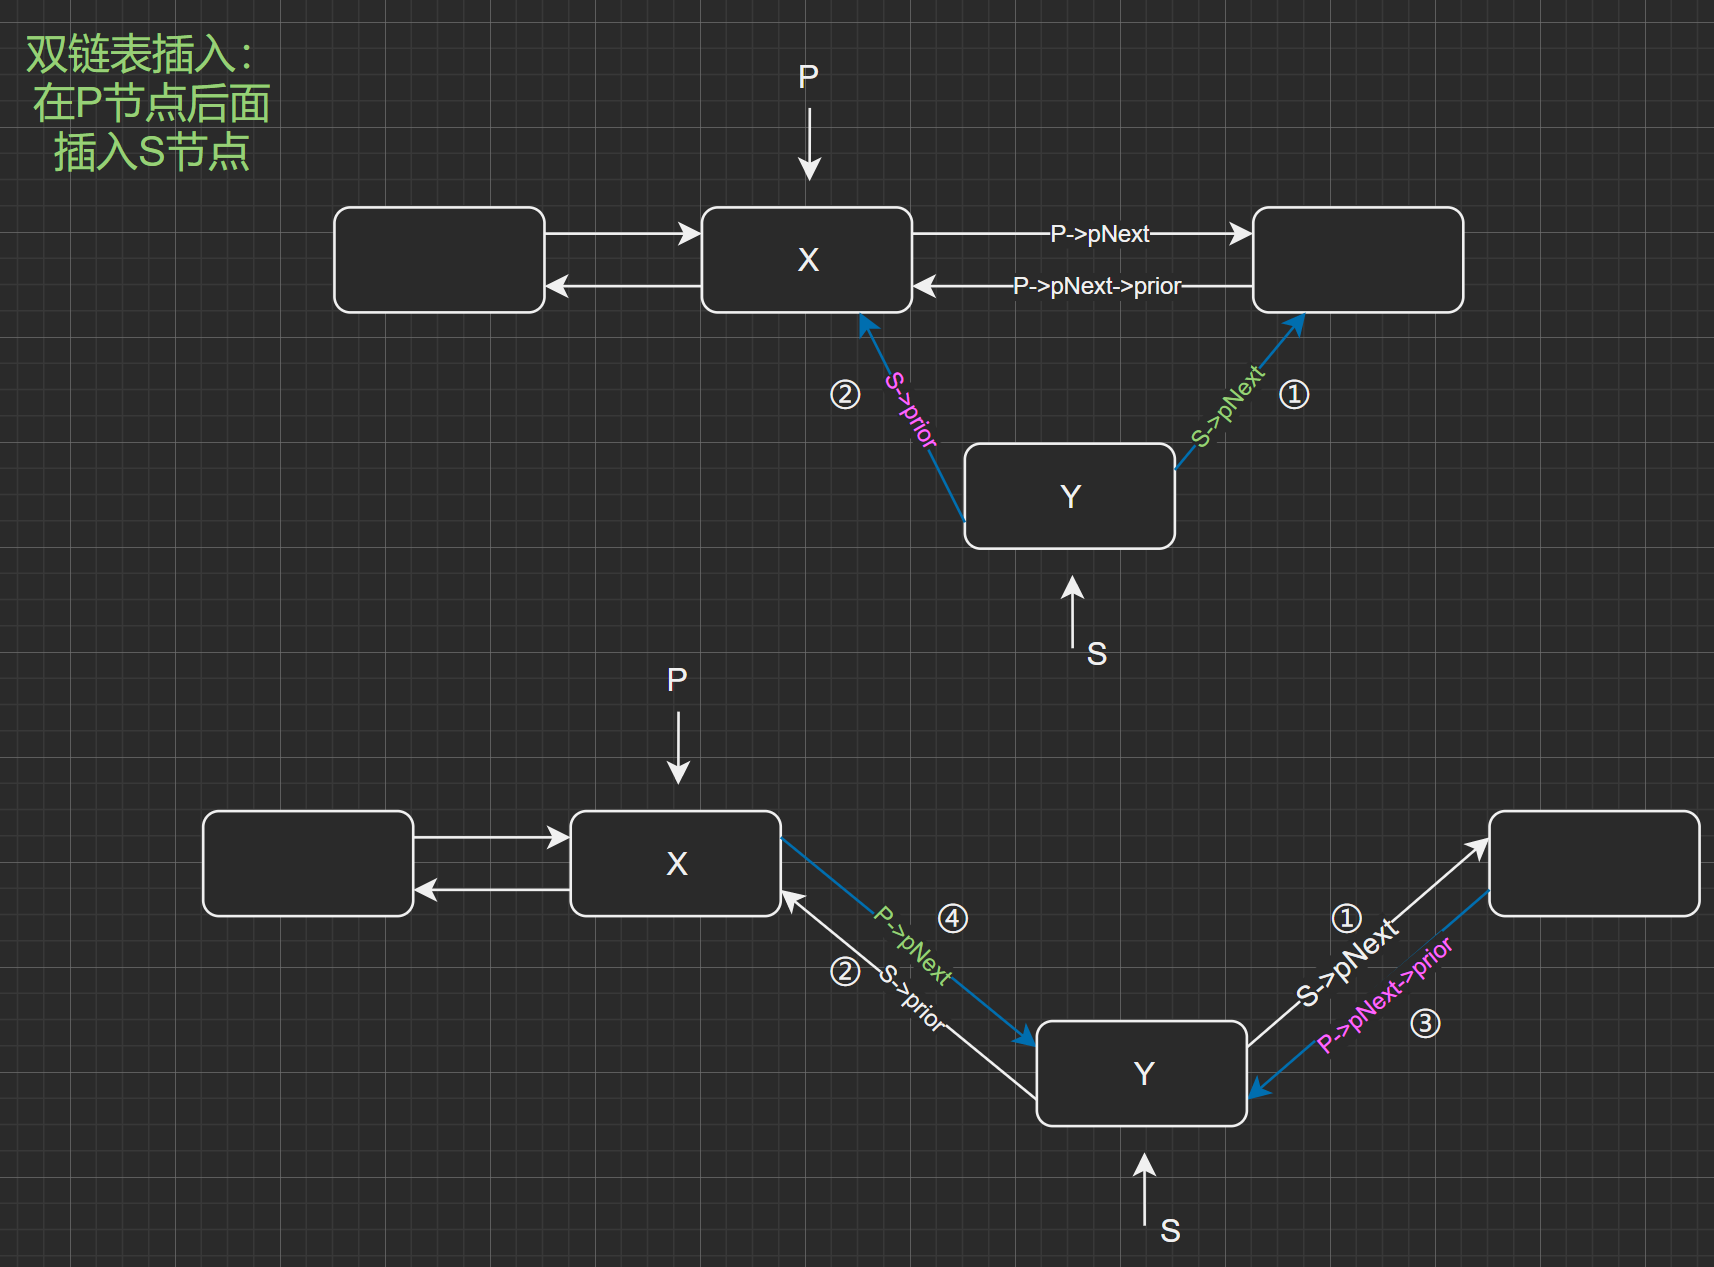 双链表插入：
在P节点后面
插入S节点
P
X
P->pNext
P->pNext->prior
②
S->prior
S->pNext
①
Y
S
P
X
P->pNext
④
②
S->prior
①
S->pNext
P->pNext->prior
③
Y
S